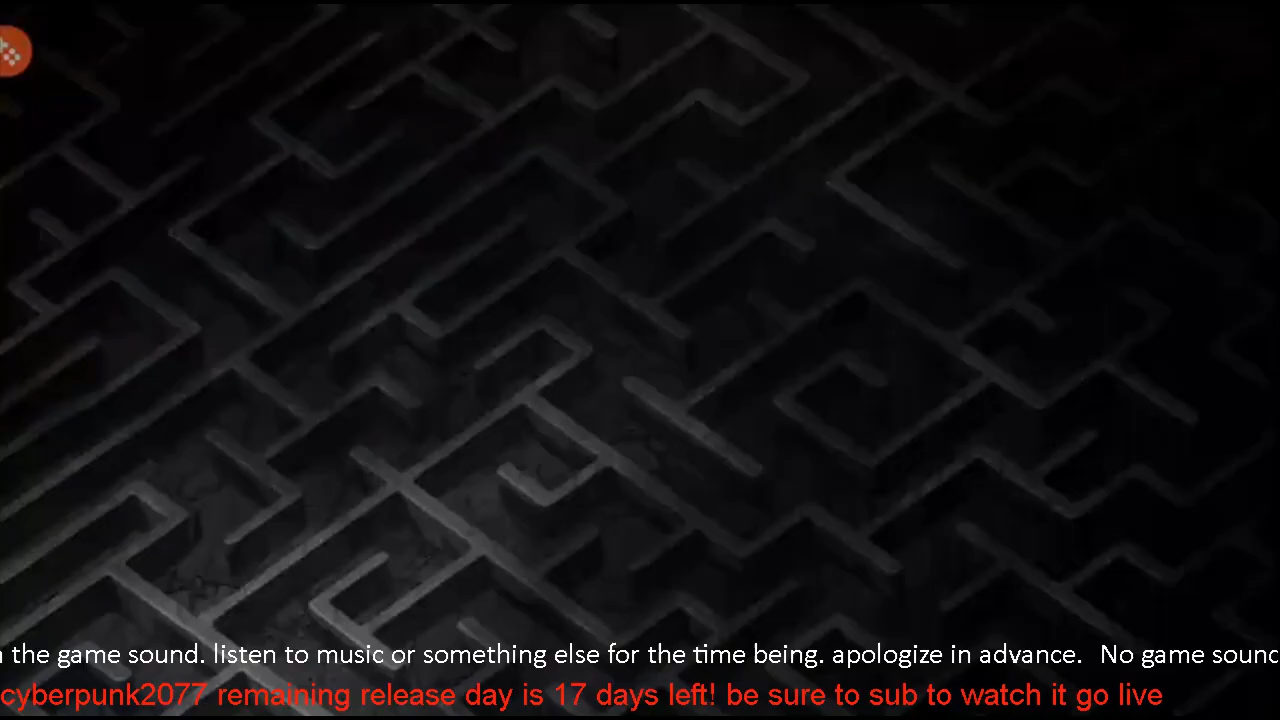 the game sound. listen to music or something else for the time being. apologize in advance. No game sound
cyberpunk2077 remaining release day is 17 days left! be sure to sub to watch it go live